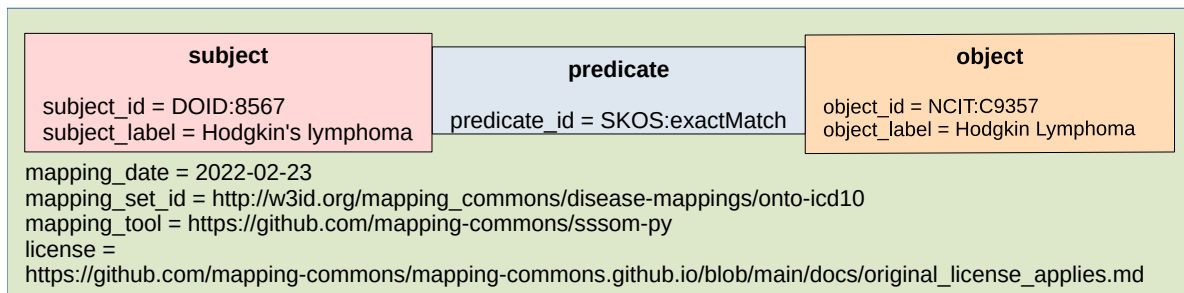 subject
subject_id = DOID:8567
subject_label = Hodgkin's lymphoma
predicate
predicate_id = SKOS:exactMatch
object
object_id = NCIT:C9357
object_label = Hodgkin Lymphoma
mapping_date = 2022-02-23
mapping_set_id = http://w3id.org/mapping_commons/disease-mappings/onto-icd10
mapping_tool = https://github.com/mapping-commons/sssom-py
license =
https://github.com/mapping-commons/mapping-commons.github.io/blob/main/docs/original_license_applies.md